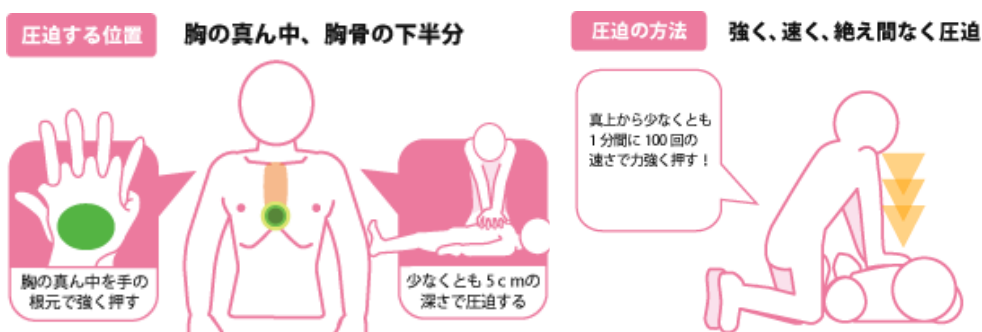 圧迫する位置
胸の真ん中、胸骨の下半分
胸の真ん中を手の
根元で強く押す
少なくとも5cmの
深さで圧迫する
圧迫の方法
強く、速く、絶え間なく圧迫
真上から少なくとも
1分間に100回の
速さで力強く押す!